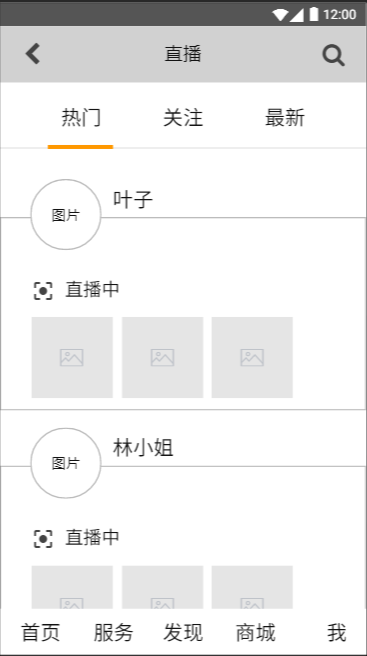 12:00
直播
热门 关注 最新
图片 叶子
直播中
图片 林小姐
直播中
首页 服务 发现 商城 我